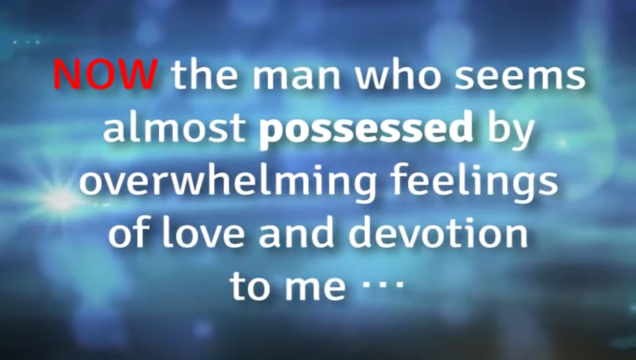 NOW the man who seems
almost possessed by
overwhelming feelings
of love and devotion
to me ···